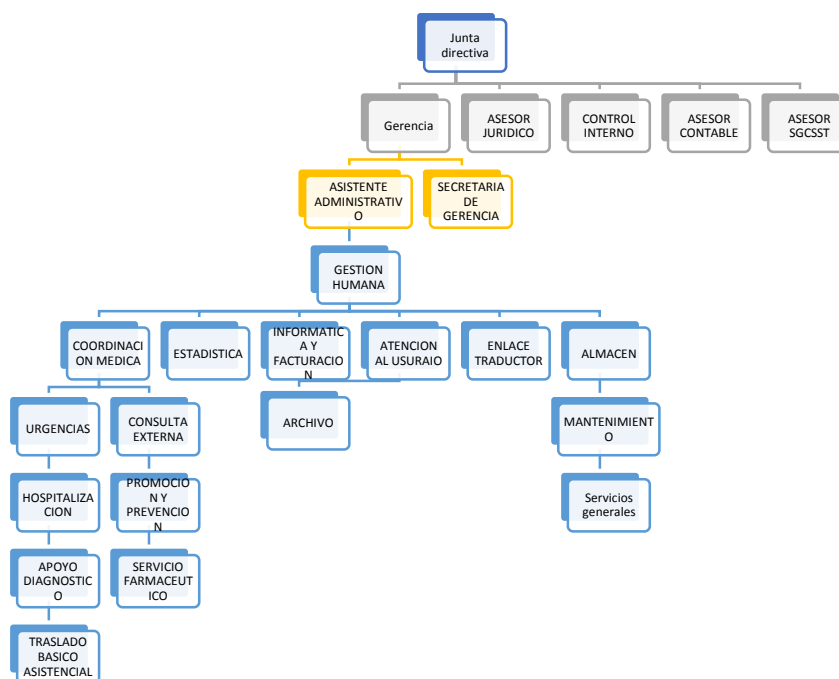 Junta
directiva
Gerencia
ASESOR
JURIDICO
CONTROL
INTERNO
ASESOR
CONTABLE
ASESOR
SGCSST
ASISTENTE
ADMINISTRATIV
O
SECRETARIA
DE
GERENCIA
GESTION
HUMANA
COORDINACI
ON MEDICA
ESTADISTICA
INFORMATIC
A Y
FACTURACIO
N
ATENCION
AL USURAIO
ENLACE
TRADUCTOR
ALMACEN
URGENCIAS
CONSULTA
EXTERNA
ARCHIVO
MANTENIMIENT
O
HOSPITALIZA
CION
PROMOCIO
N Y
PREVENCIO
N
Servicios
generales
APOYO
DIAGNOSTIC
O
SERVICIO
FARMACEUT
ICO
TRASLADO
BASICO
ASISTENCIAL